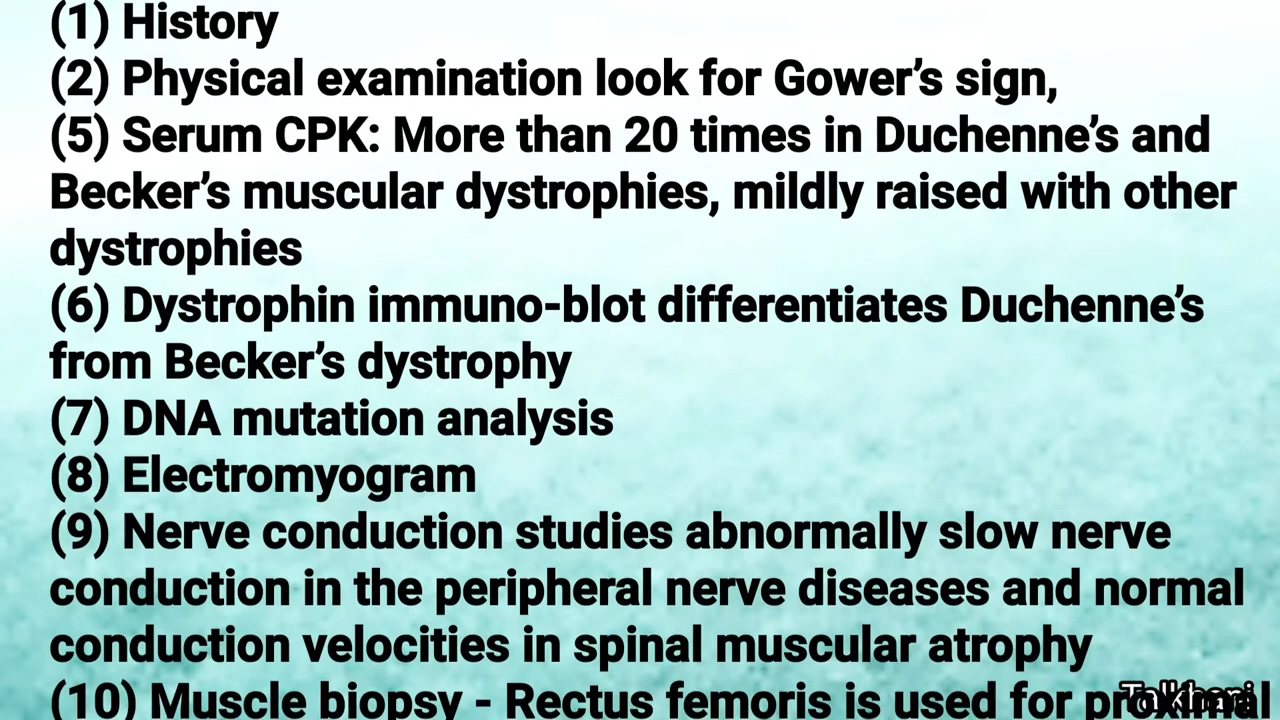 (1) History
(2) Physical examination look for Gower’s sign,
(5) Serum CPK: More than 20 times in Duchenne’s and
Becker’s muscular dystrophies, mildly raised with other
dystrophies
(6) Dystrophin immuno-blot differentiates Duchenne’s
from Becker’s dystrophy
(7) DNA mutation analysis
(8) Electromyogram
(9) Nerve conduction studies abnormally slow nerve
conduction in the peripheral nerve diseases and normal
conduction velocities in spinal muscular atrophy
(10) Muscle biopsy - Rectus femoris is used for proximal